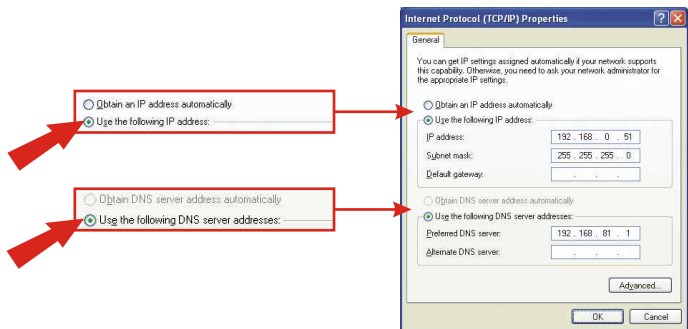 Obtain an IP address automatically
Use the following IP address:
Obtain DNS server address automatically
Use the following DNS server addresses:
Internet Protocol (TCP/IP) Properties
General
You can get IP settings assigned automatically if your network supports
this capability. Otherwise, you need to ask your network administrator for
the appropriate IP settings.
Obtain an IP address automatically
Use the following IP address:
IP address: 192 . 168 . 0 . 51
Subnet mask: 255 . 255 . 255 . 0
Default gateway: . . .
Obtain DNS server address automatically
Use the following DNS server addresses:
Preferred DNS server: 192 . 168 . 81 . 1
Alternate DNS server: . . .
Advanced...
OK Cancel